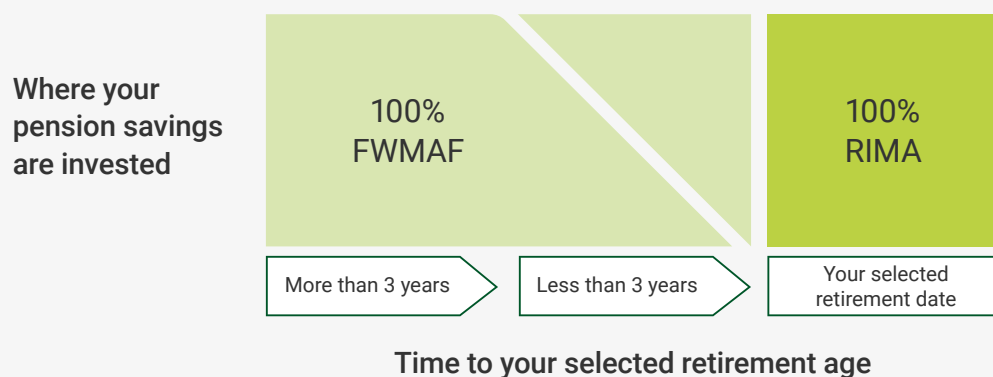 Where your
pension savings
are invested
100%
FWMAF
100%
RIMA
More than 3 years
Less than 3 years
Your selected
retirement date
Time to your selected retirement age